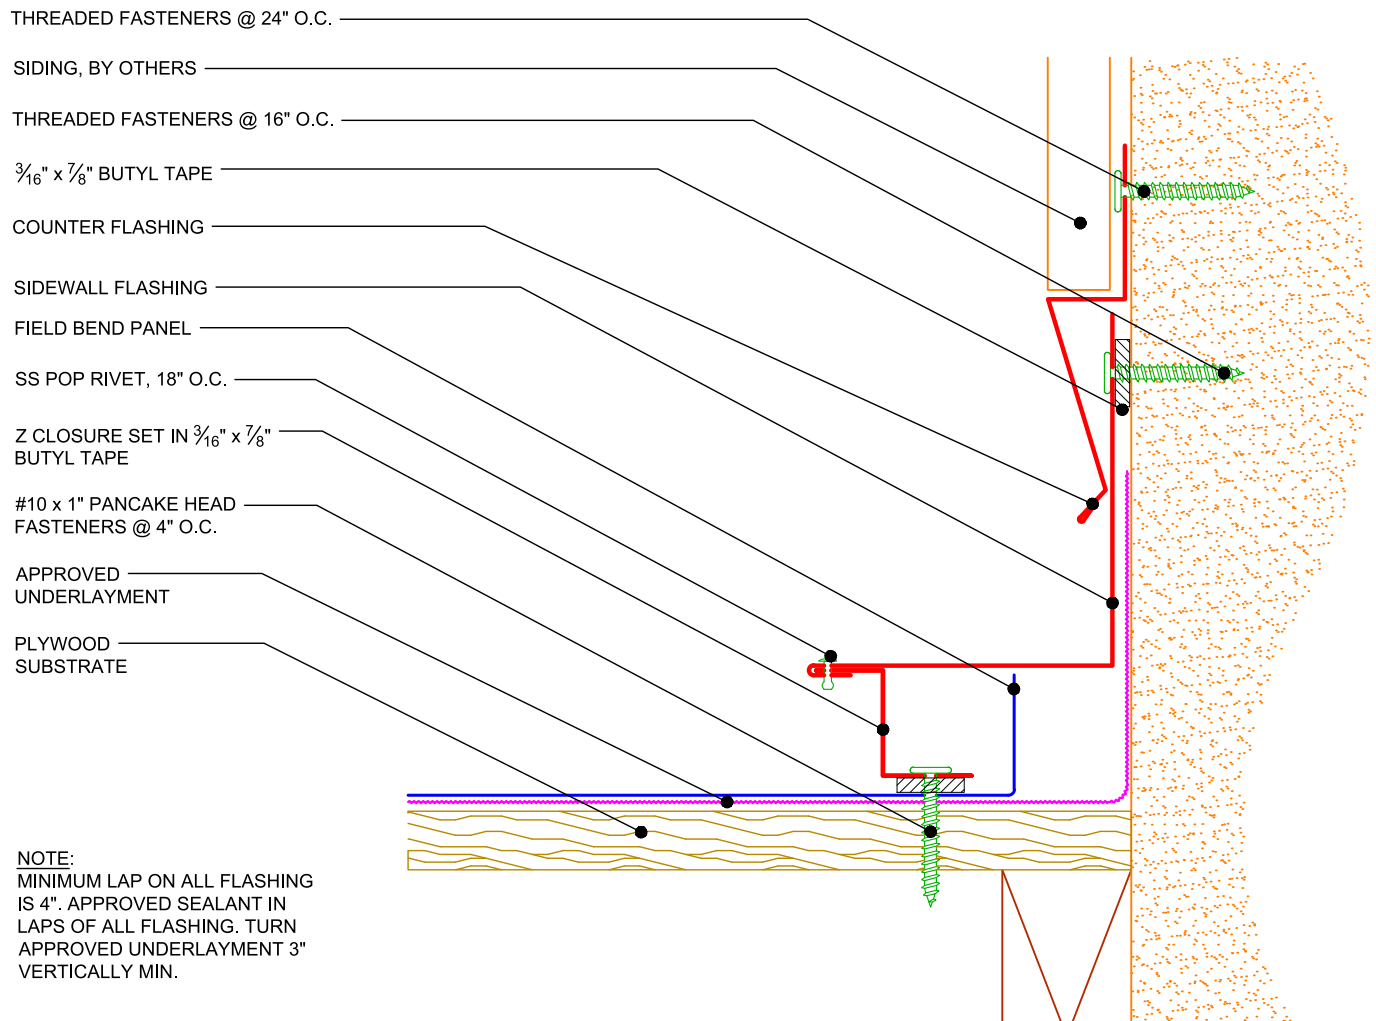 THREADED FASTENERS @ 24" O.C.
SIDING, BY OTHERS
THREADED FASTENERS @ 16" O.C.
3/16" x 7/8" BUTYL TAPE
COUNTER FLASHING
SIDEWALL FLASHING
FIELD BEND PANEL
SS POP RIVET, 18" O.C.
Z CLOSURE SET IN 3/16" x 7/8"
BUTYL TAPE
#10 x 1" PANCAKE HEAD
FASTENERS @ 4" O.C.
APPROVED
UNDERLAYMENT
PLYWOOD
SUBSTRATE
NOTE:
MINIMUM LAP ON ALL FLASHING
IS 4". APPROVED SEALANT IN
LAPS OF ALL FLASHING. TURN
APPROVED UNDERLAYMENT 3"
VERTICALLY MIN.